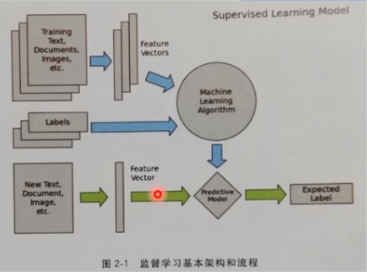 Supervised Learning Model
Training
Text,
Documents,
Images,
etc.
Feature
Vectors
Machine
Learning
Algorithm
Labels
New Text,
Document,
Image,
etc.
Feature
Vector
Predictive
Model
Expected
Label
图 2-1 监督学习基本架构和流程